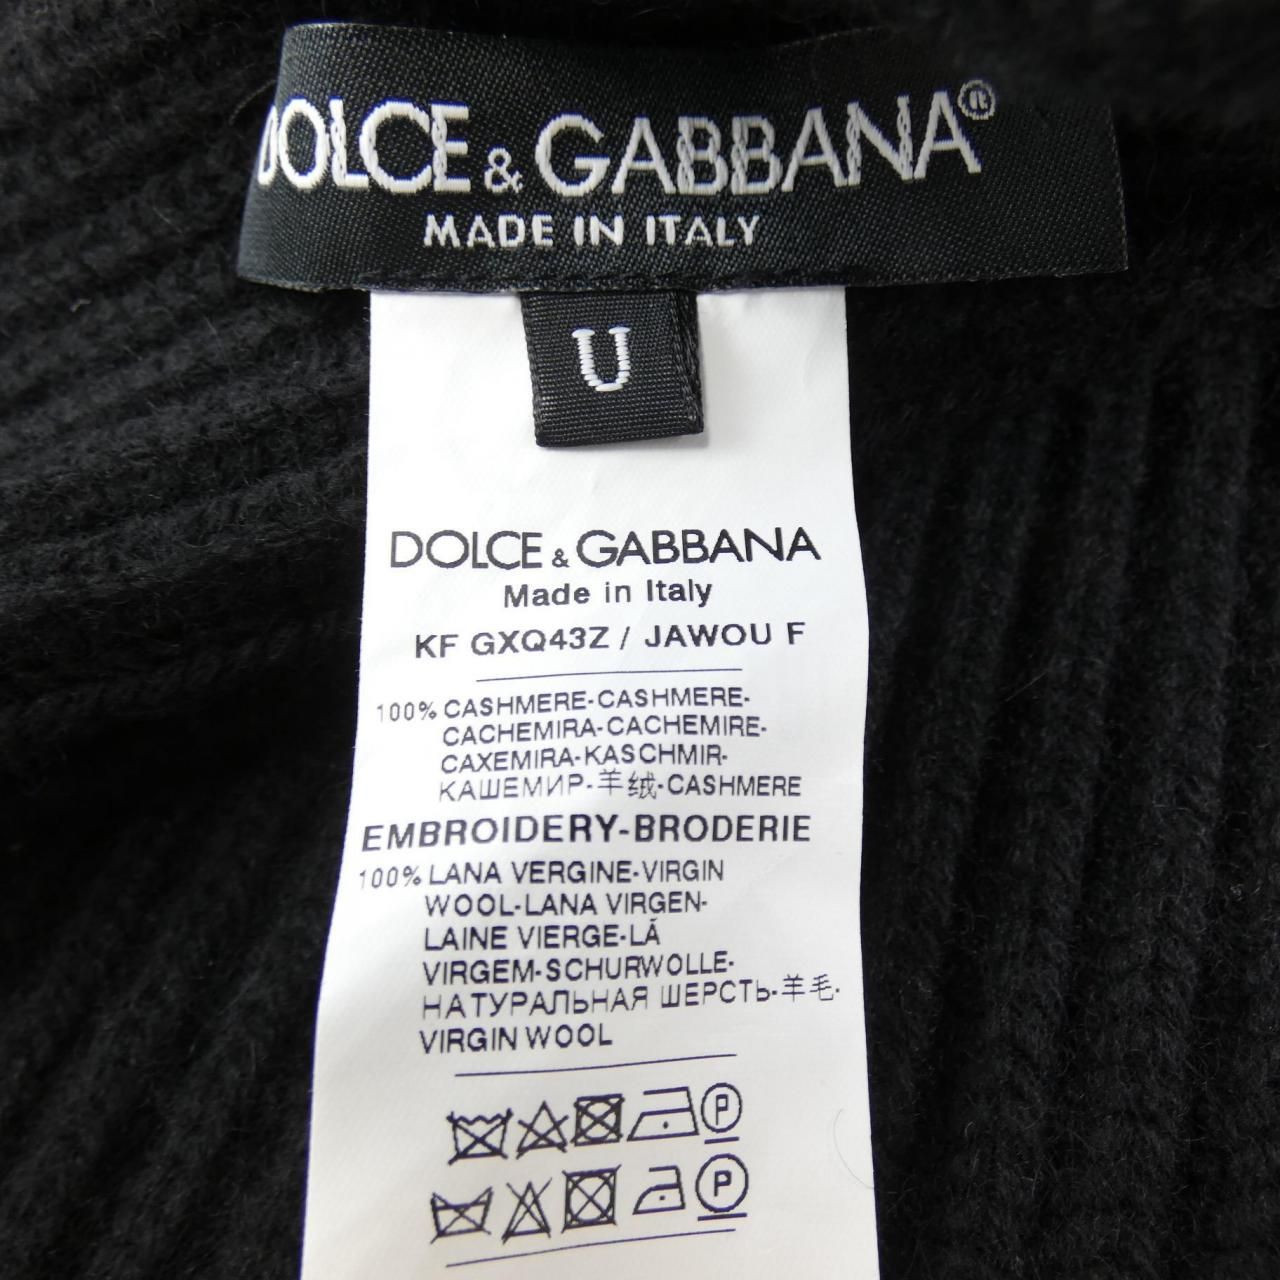 DOLCE & GABBANA®
MADE IN ITALY
U
DOLCE & GABBANA
Made in Italy
KF GXQ43Z / JAWOU F
100% CASHMERE-CASHMERE-
CACHEMIRA-CACHEMIRE-
CAXEMIRA-KASCHMIR-
КАШЕМИР-羊绒-CASHMERE
EMBROIDERY-BRODERIE
100% LANA VERGINE-VIRGIN
WOOL-LANA VIRGEN-
LAINE VIERGE-LÃ
VIRGEM-SCHURWOLLE-
НАТУРАЛЬНАЯ ШЕРСТЬ-羊毛-
VIRGIN WOOL
P
P